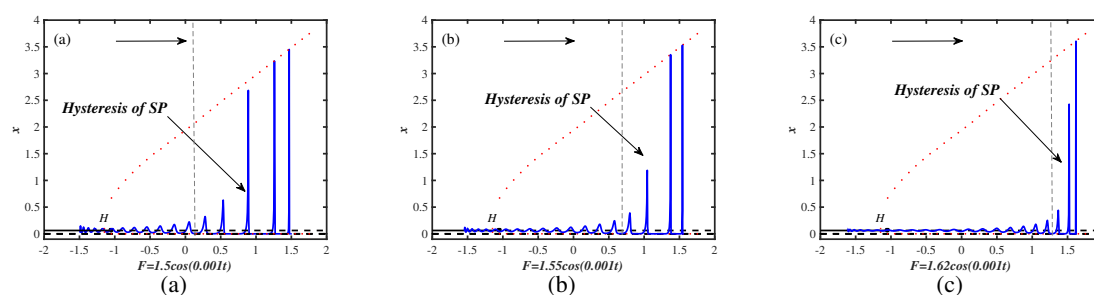 (a)
Hysteresis of SP
H
x
4
3.5
3
2.5
2
1.5
1
0.5
0
-2 -1.5 -1 -0.5 0 0.5 1 1.5 2
F=1.5cos(0.001t)
(a)
(b)
Hysteresis of SP
H
x
4
3.5
3
2.5
2
1.5
1
0.5
0
-2 -1.5 -1 -0.5 0 0.5 1 1.5 2
F=1.55cos(0.001t)
(b)
(c)
Hysteresis of SP
H
x
4
3.5
3
2.5
2
1.5
1
0.5
0
-2 -1.5 -1 -0.5 0 0.5 1 1.5
F=1.62cos(0.001t)
(c)